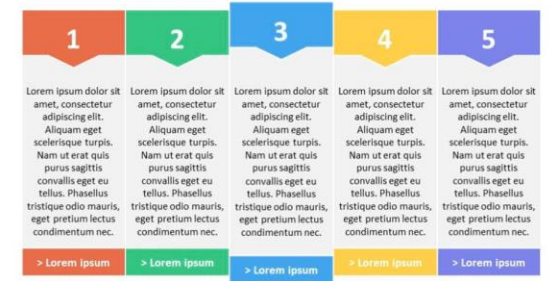 1
Lorem ipsum dolor sit
amet, consectetur
adipiscing elit.
Aliquam eget
scelerisque turpis.
Nam ut erat quis
purus sagittis
convallis eget eu
tellus. Phasellus
tristique odio mauris,
eget pretium lectus
condimentum nec.
> Lorem ipsum
2
Lorem ipsum dolor sit
amet, consectetur
adipiscing elit.
Aliquam eget
scelerisque turpis.
Nam ut erat quis
purus sagittis
convallis eget eu
tellus. Phasellus
tristique odio mauris,
eget pretium lectus
condimentum nec.
> Lorem ipsum
3
Lorem ipsum dolor sit
amet, consectetur
adipiscing elit.
Aliquam eget
scelerisque turpis.
Nam ut erat quis
purus sagittis
convallis eget eu
tellus. Phasellus
tristique odio mauris,
eget pretium lectus
condimentum nec.
> Lorem ipsum
4
Lorem ipsum dolor sit
amet, consectetur
adipiscing elit.
Aliquam eget
scelerisque turpis.
Nam ut erat quis
purus sagittis
convallis eget eu
tellus. Phasellus
tristique odio mauris,
eget pretium lectus
condimentum nec.
> Lorem ipsum
5
Lorem ipsum dolor sit
amet, consectetur
adipiscing elit.
Aliquam eget
scelerisque turpis.
Nam ut erat quis
purus sagittis
convallis eget eu
tellus. Phasellus
tristique odio mauris,
eget pretium lectus
condimentum nec.
> Lorem ipsum